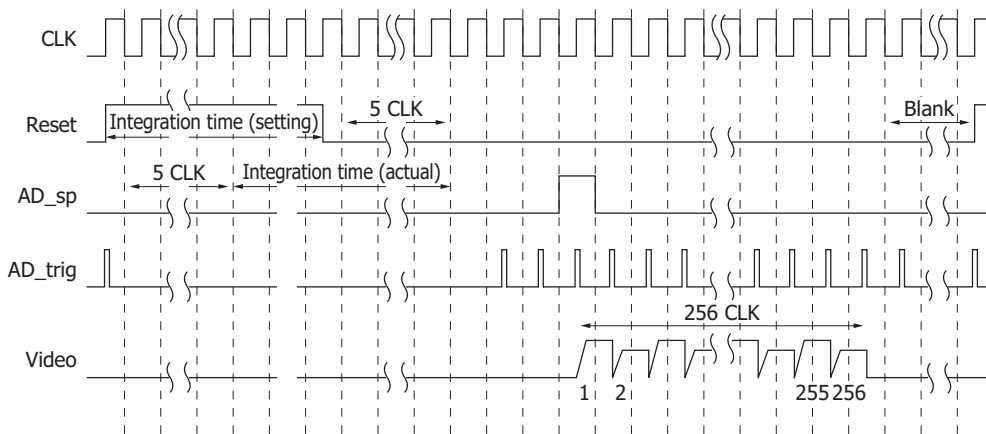 CLK
Reset
Integration time (setting)
5 CLK
Blank
AD_sp
5 CLK
Integration time (actual)
AD_trig
256 CLK
Video
1
2
255
256